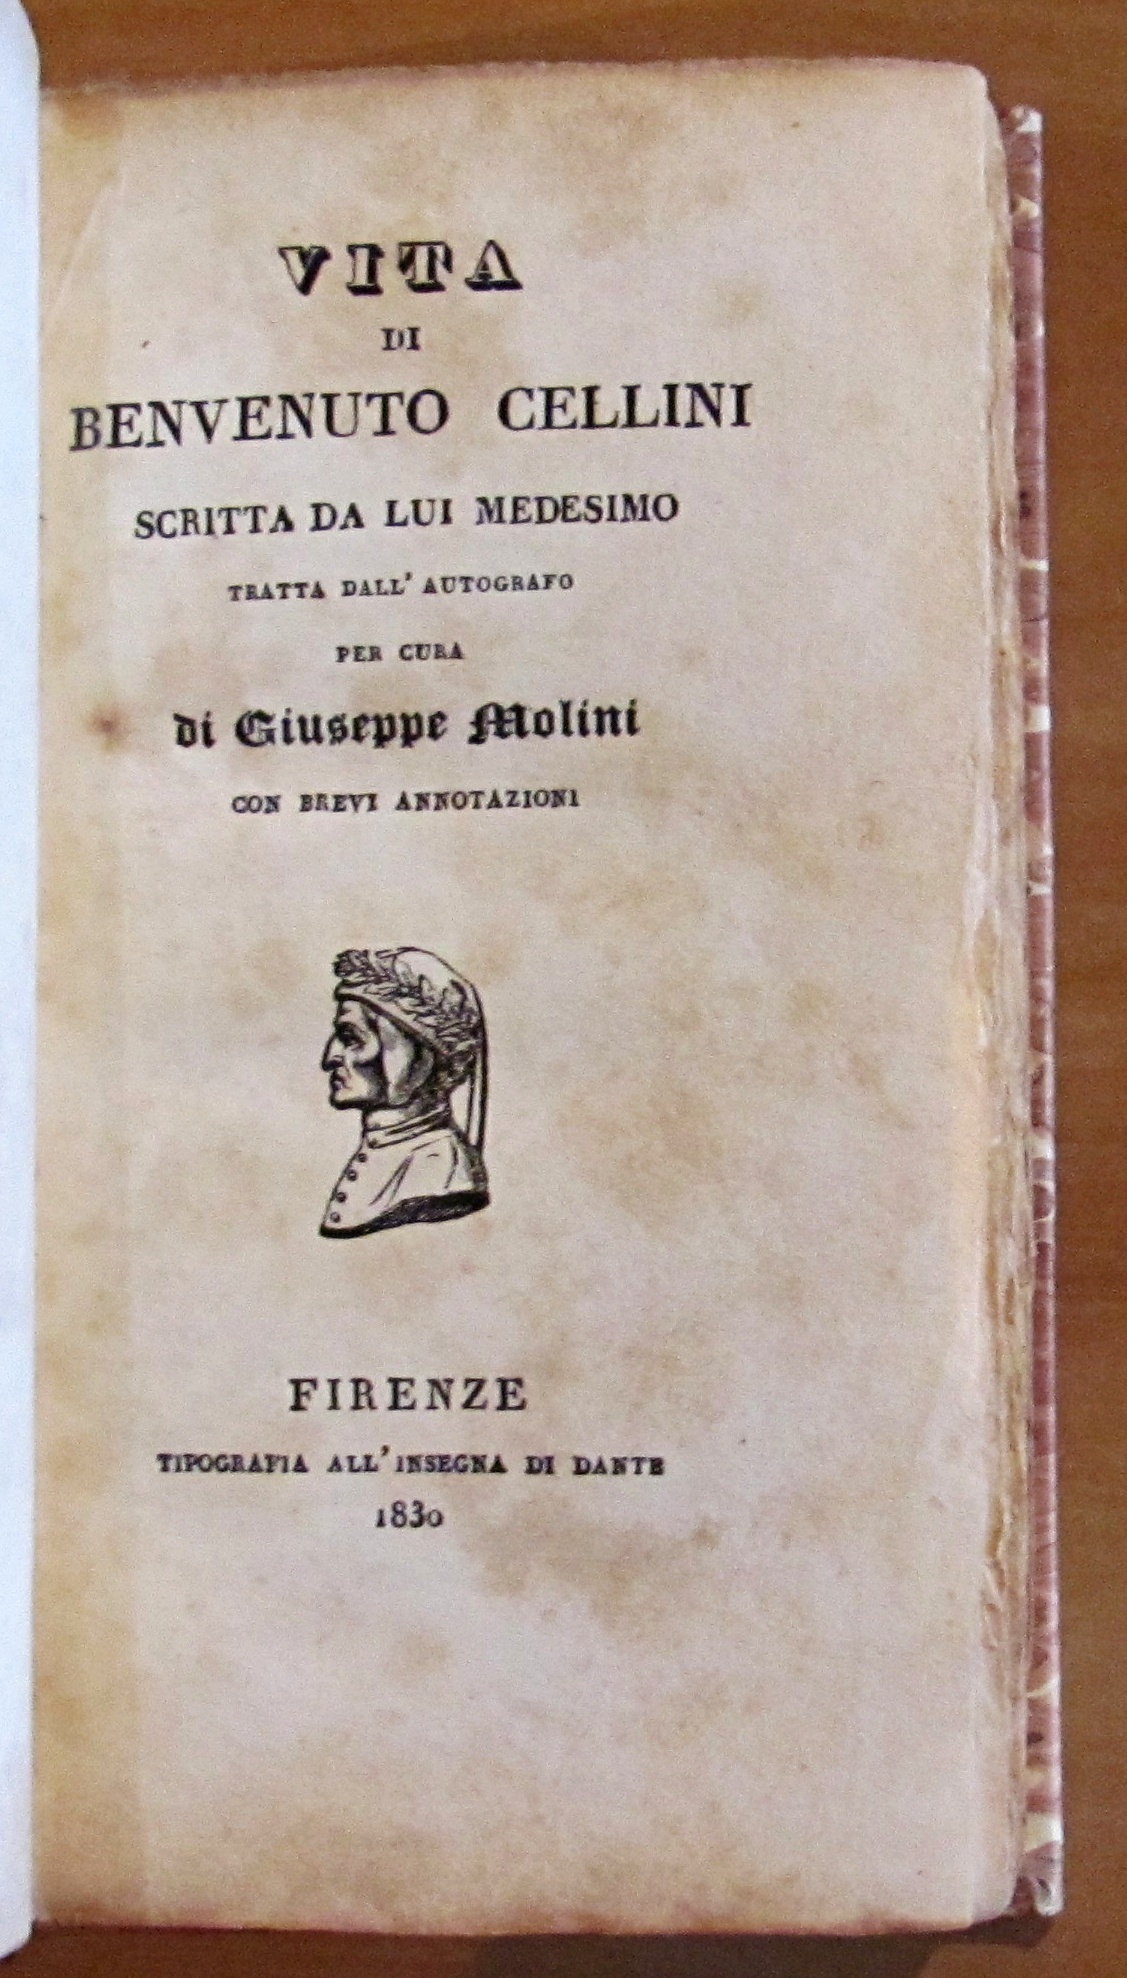 VITA
DI
BENVENUTO CELLINI
SCRITTA DA LUI MEDESIMO
TRATTA DALL' AUTOGRAFO
PER CURA
di Giuseppe Molini
CON BREVI ANNOTAZIONI
FIRENZE
TIPOGRAFIA ALL' INSEGNA DI DANTE
1830